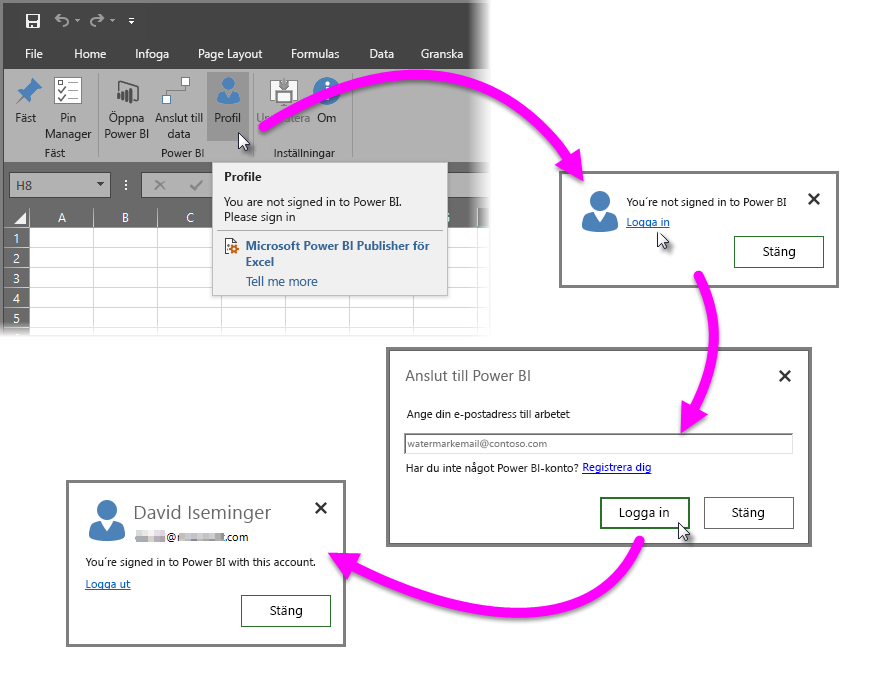 File Home Infoga Page Layout Formulas Data Granska
Fäst Pin Manager Öppna Power BI Anslut till data Profil Om
Fäst Power BI Inställningar
H8
A B C
1
2
3
4
5
Profile
You are not signed in to Power BI.
Please sign in
Microsoft Power BI Publisher för
Excel
Tell me more
You´re not signed in to Power BI
Logga in
Stäng
Anslut till Power BI
Ange din e-postadress till arbetet
watermarkemail@contoso.com
Har du inte något Power BI-konto? Registrera dig
Logga in Stäng
David Iseminger
@ .com
You´re signed in to Power BI with this account.
Logga ut
Stäng